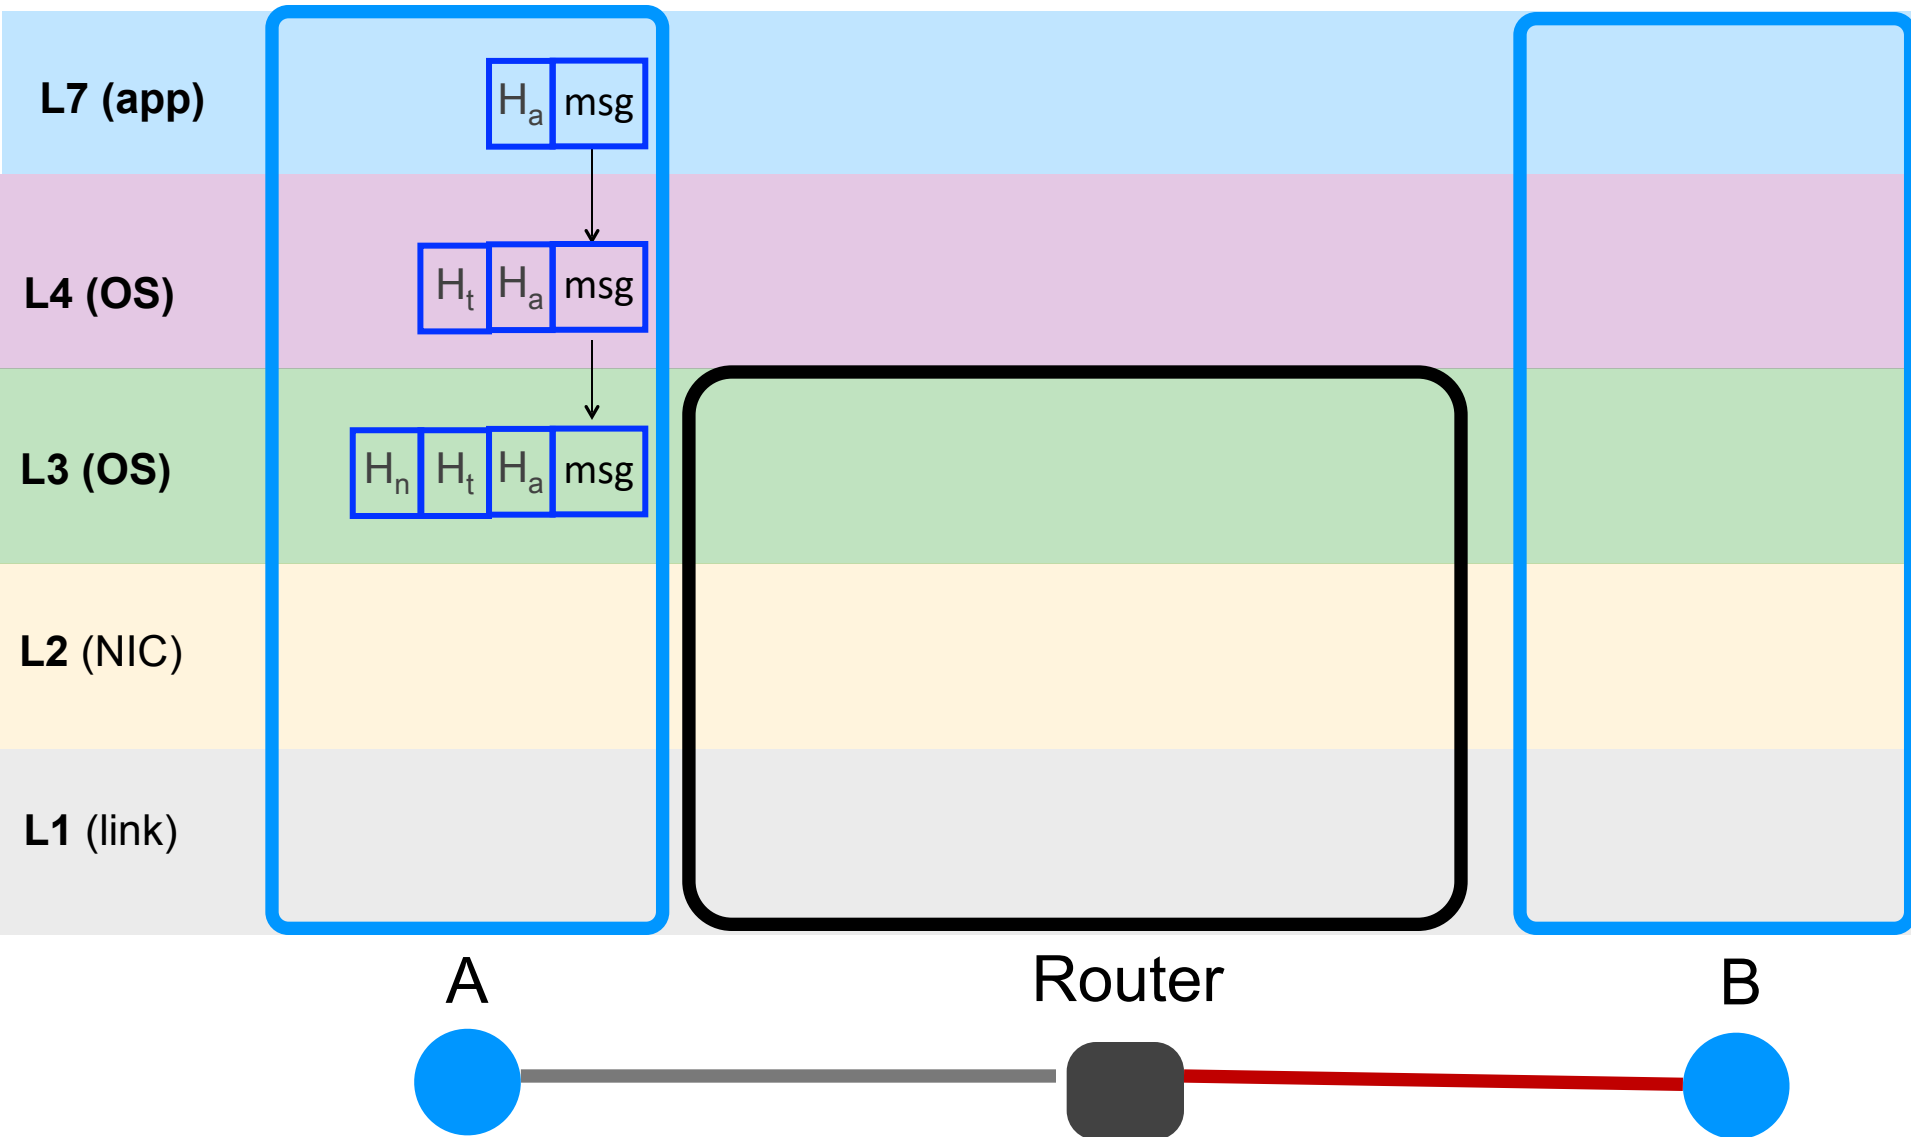 L7 (app)
Ha msg
L4 (OS)
Ht Ha msg
L3 (OS)
Hn Ht Ha msg
L2 (NIC)
L1 (link)
A Router B